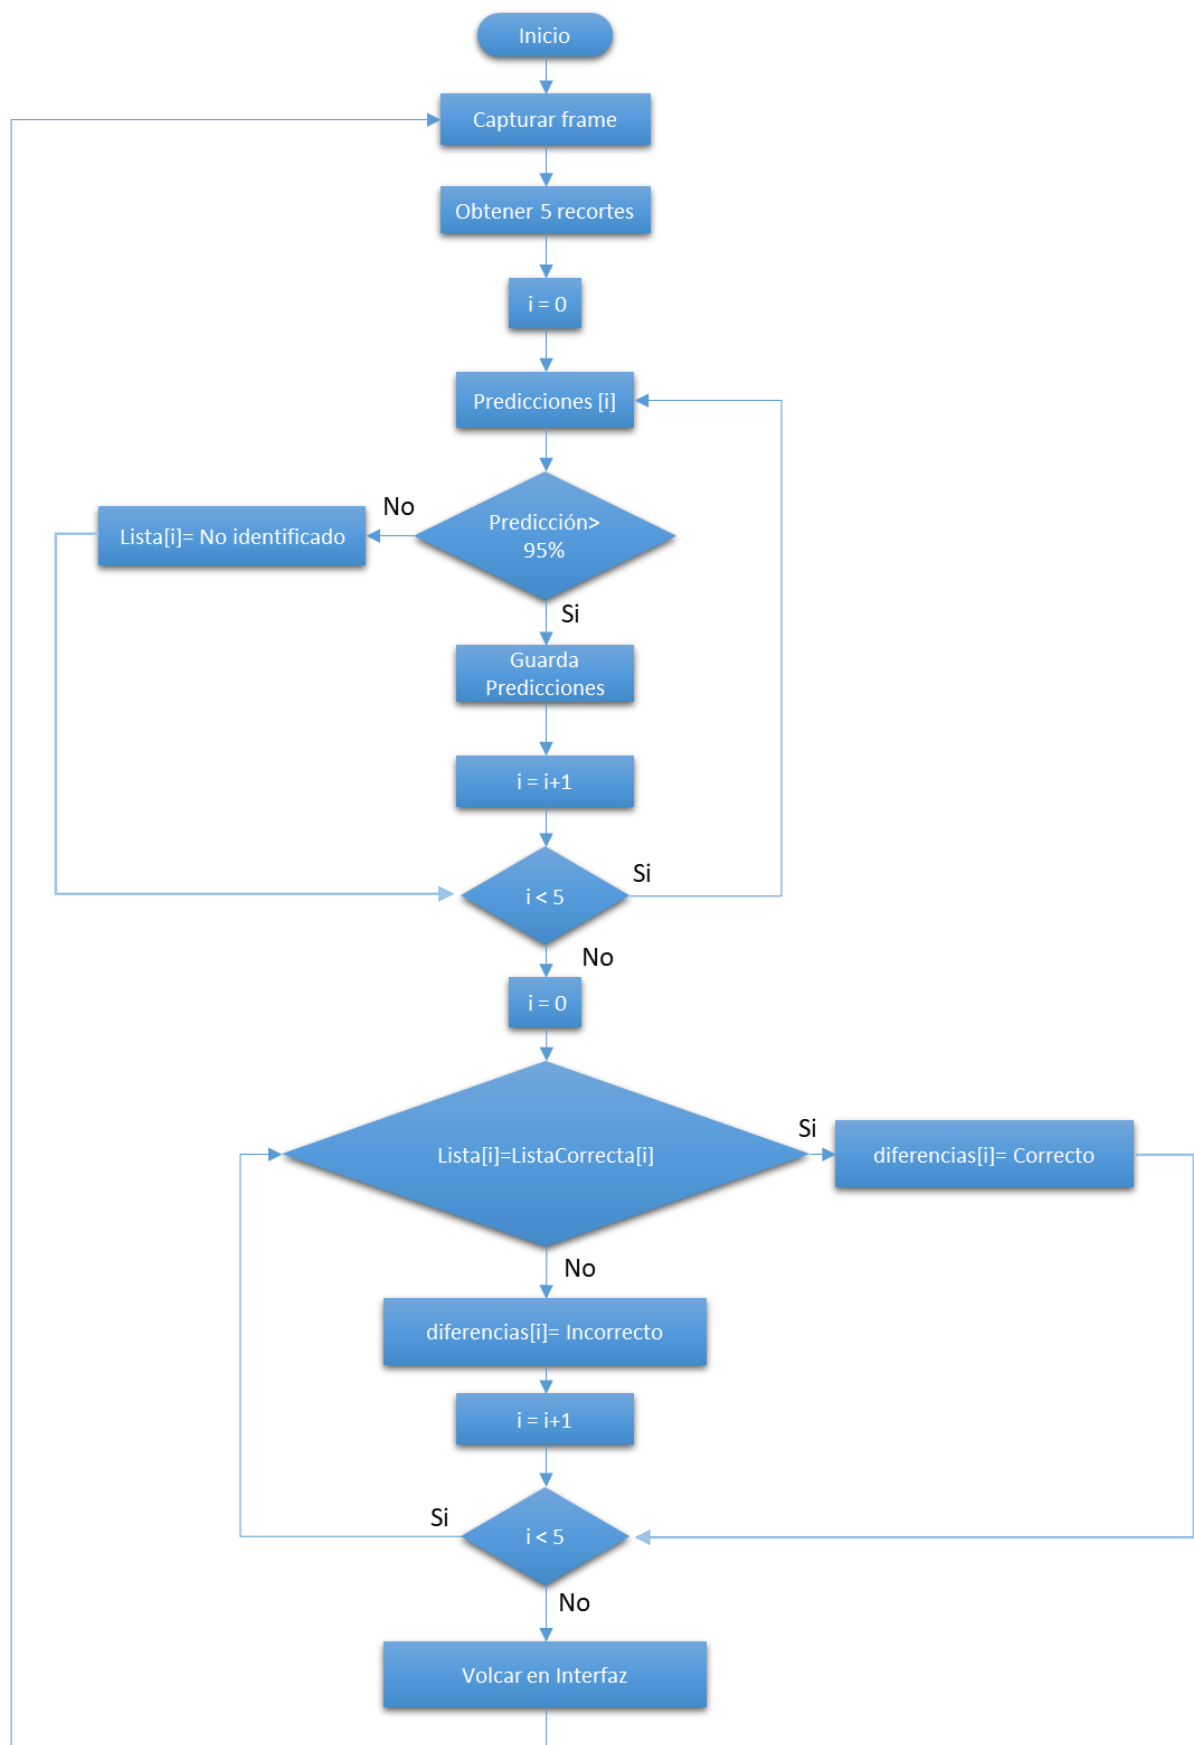 Inicio
Capturar frame
Obtener 5 recortes
i = 0
Predicciones [i]
No
Lista[i]= No identificado
Predicción>
95%
Si
Guarda
Predicciones
i = i+1
Si
i < 5
No
i = 0
Si
Lista[i]=ListaCorrecta[i]
diferencias[i]= Correcto
No
diferencias[i]= Incorrecto
i = i+1
Si
i < 5
No
Volcar en Interfaz